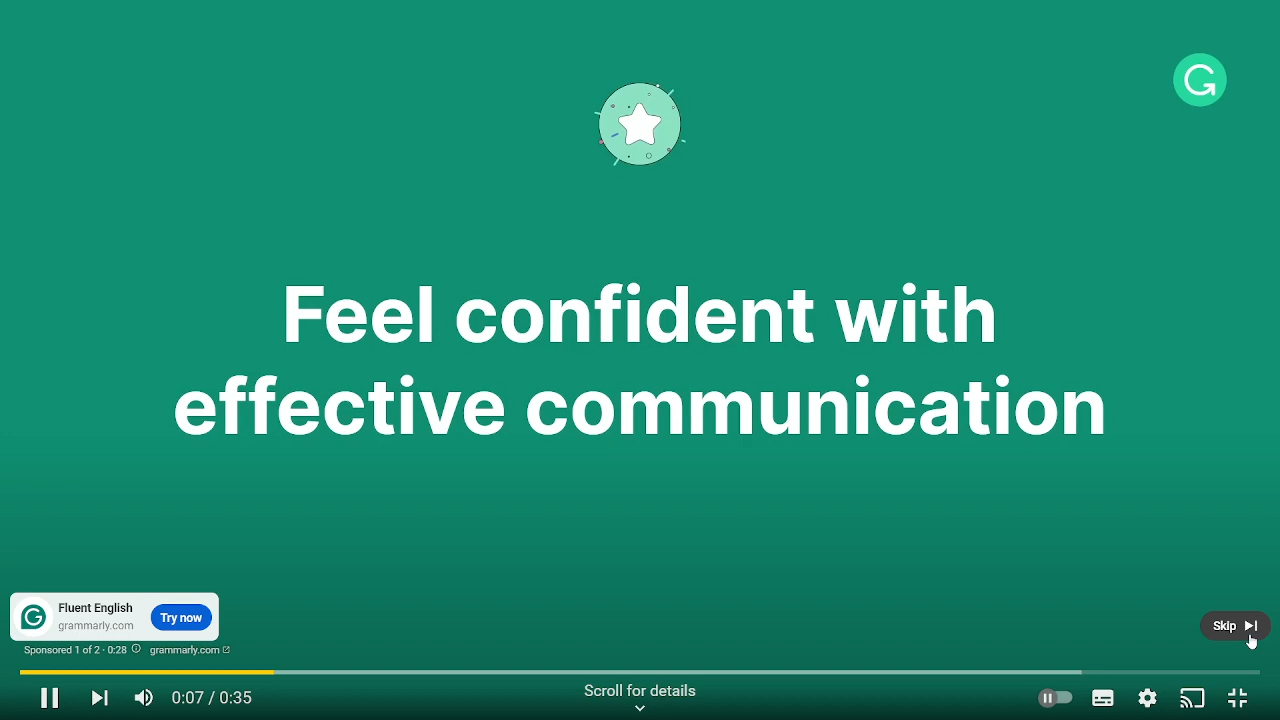 Feel confident with
effective communication
Fluent English
grammarly.com
Try now
Skip
Sponsored 1 of 2 · 0:28 grammarly.com
0:07 / 0:35
Scroll for details